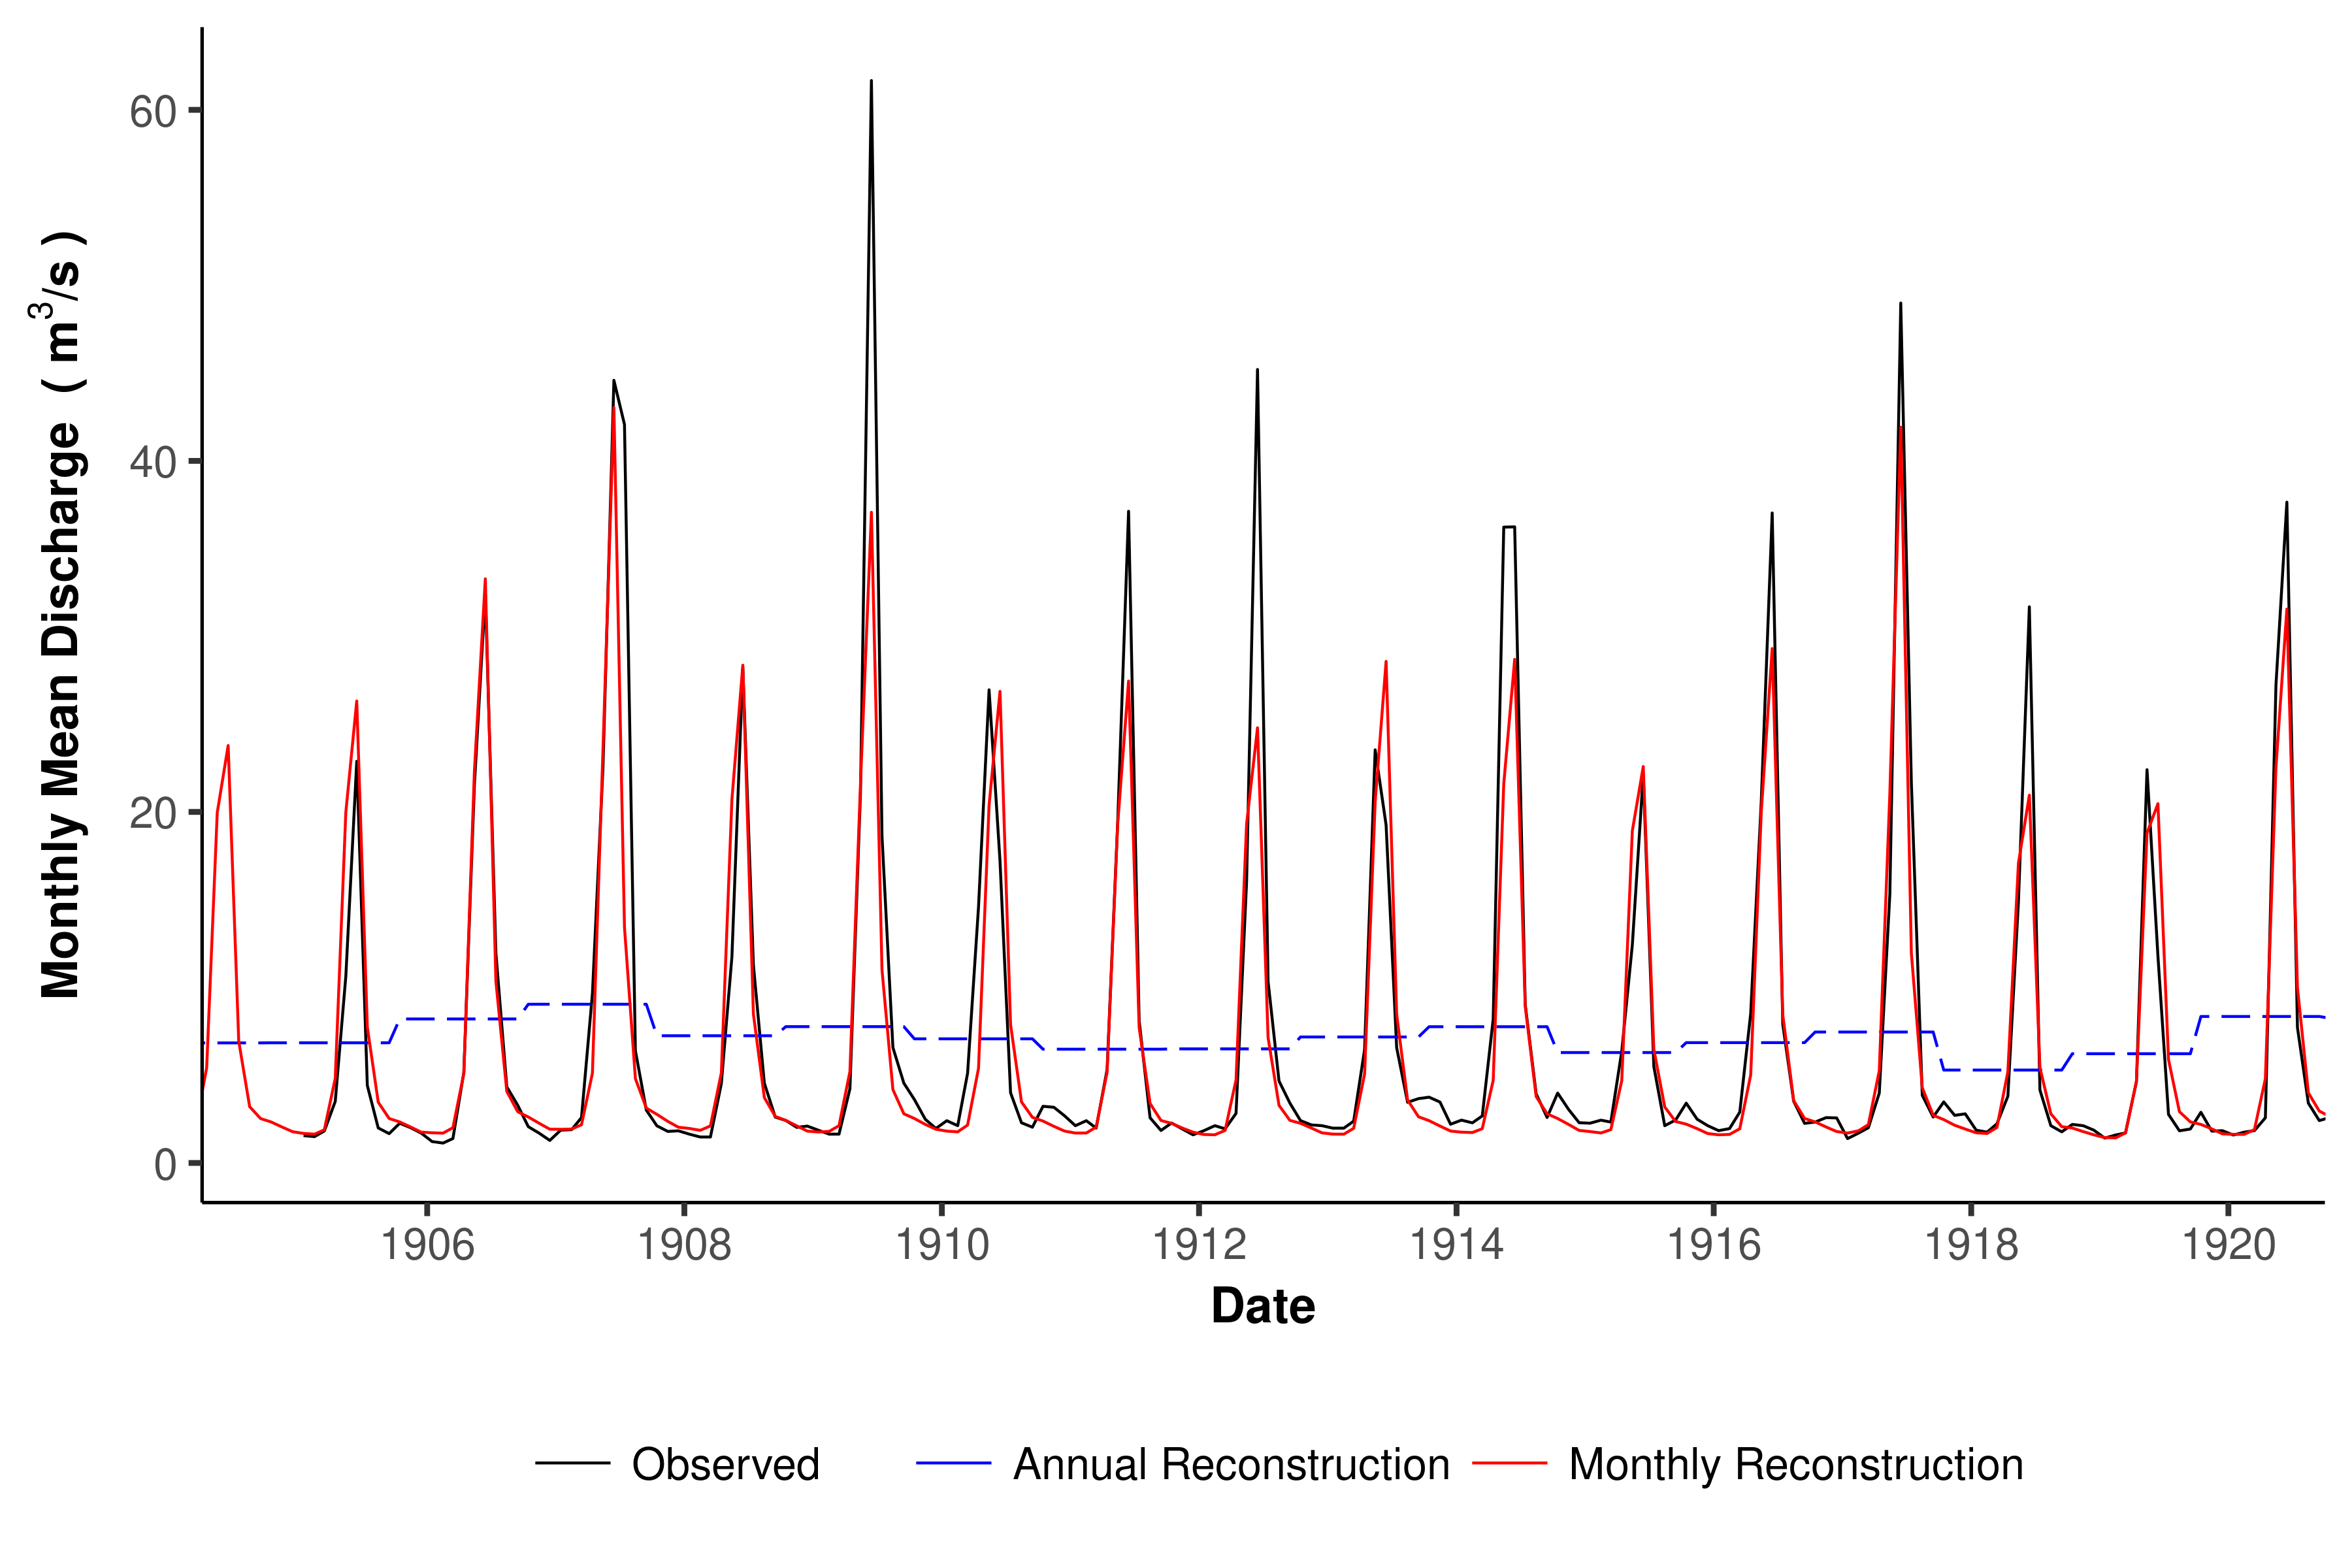 Monthly Mean Discharge ( m³/s )
60
40
20
0
1906 1908 1910 1912 1914 1916 1918 1920
Date
Observed Annual Reconstruction Monthly Reconstruction